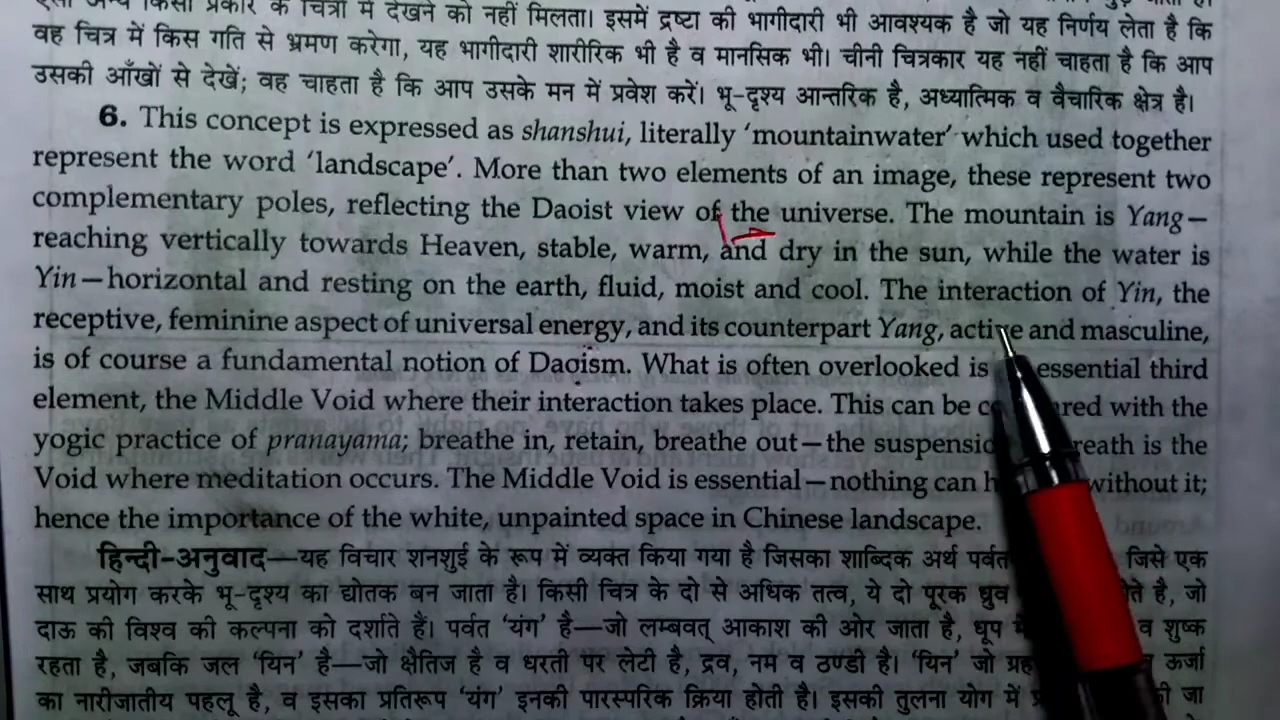 वह चित्र में किस गति से भ्रमण करेगा, यह भागीदारी शारीरिक भी है व मानसिक भी। चीनी चित्रकार यह नहीं चाहता है कि आप
उसकी आँखों से देखें; वह चाहता है कि आप उसके मन में प्रवेश करें। भू-दृश्य आन्तरिक है, अध्यात्मिक व वैचारिक क्षेत्र है।
6. This concept is expressed as shanshui, literally 'mountainwater' which used together
represent the word 'landscape'. More than two elements of an image, these represent two
complementary poles, reflecting the Daoist view of the universe. The mountain is Yang—
reaching vertically towards Heaven, stable, warm, and dry in the sun, while the water is
Yin—horizontal and resting on the earth, fluid, moist and cool. The interaction of Yin, the
receptive, feminine aspect of universal energy, and its counterpart Yang, active and masculine,
is of course a fundamental notion of Daoism. What is often overlooked is essential third
element, the Middle Void where their interaction takes place. This can be with the
yogic practice of pranayama; breathe in, retain, breathe out—the is the
Void where meditation occurs. The Middle Void is essential—nothing can without it;
hence the importance of the white, unpainted space in Chinese landscape.
हिन्दी-अनुवाद—यह विचार शनशुई के रूप में व्यक्त किया गया है जिसका शाब्दिक अर्थ पर्वत जिसे एक
साथ प्रयोग करके भू-दृश्य का द्योतक बन जाता है। किसी चित्र के दो से अधिक तत्व, ये दो पूरक ध्रुव है, जो
दाऊ की विश्व की कल्पना को दर्शाते हैं। पर्वत 'यंग' है—जो लम्बवत् आकाश की ओर जाता है, धूप व शुष्क
रहता है, जबकि जल 'यिन' है—जो क्षैतिज है व धरती पर लेटी है, द्रव, नम व ठण्डी है। 'यिन' जो ऊर्जा
का नारीजातीय पहलू है, व इसका प्रतिरूप 'यंग' इनकी पारस्परिक क्रिया होती है। इसकी तुलना योग में जा